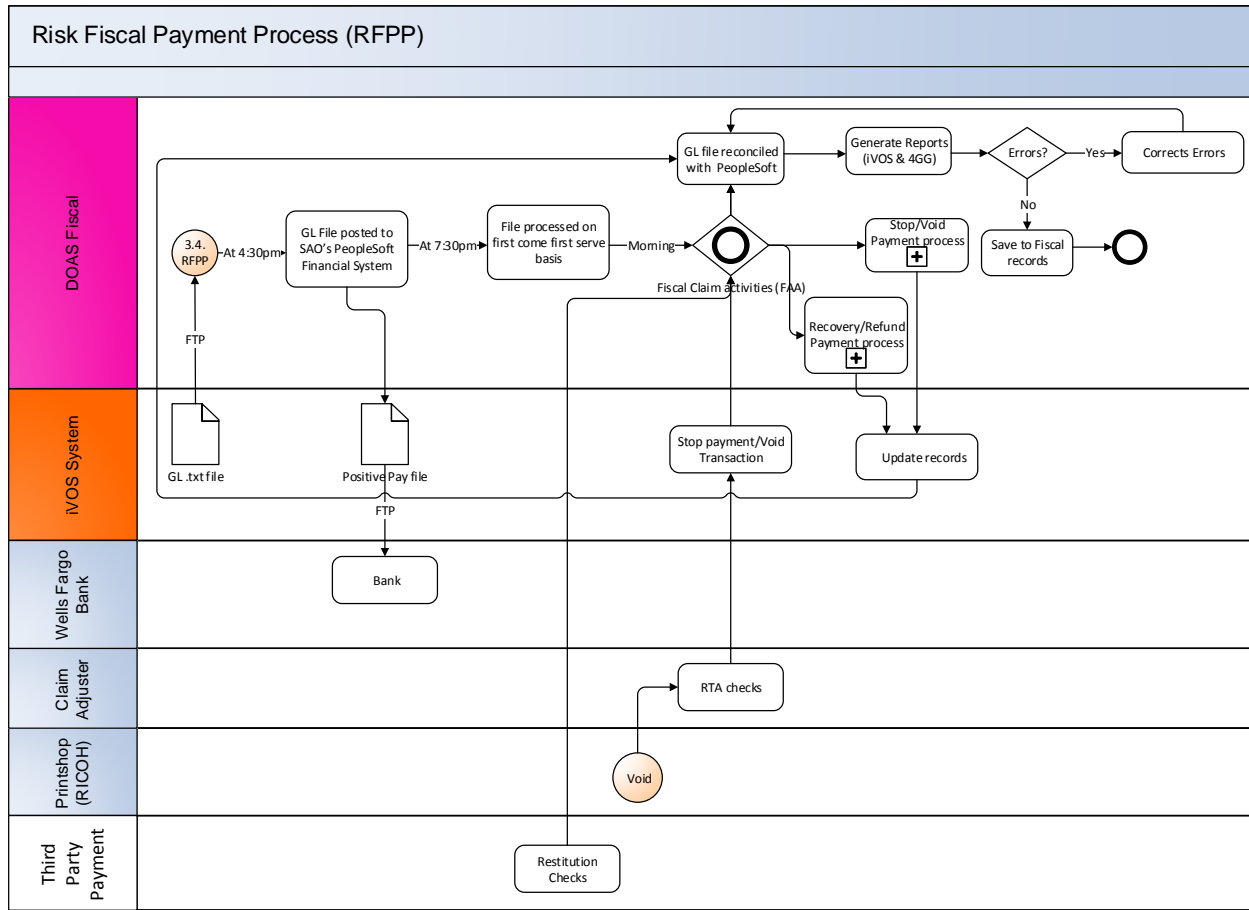 Risk Fiscal Payment Process (RFPP)
DOAS Fiscal
GL file reconciled
with PeopleSoft
Generate Reports
(iVOS & 4GG)
Errors?
Yes
Corrects Errors
No
3.4.
RFPP
At 4:30pm
GL File posted to
SAO's PeopleSoft
Financial System
At 7:30pm
File processed on
first come first serve
basis
Morning
Fiscal Claim activities (FAA)
Stop/Void
Payment process
Save to Fiscal
records
Recovery/Refund
Payment process
FTP
iVOS System
GL .txt file
Positive Pay file
Stop payment/Void
Transaction
Update records
FTP
Wells Fargo
Bank
Bank
Claim
Adjuster
RTA checks
Printshop
(RICOH)
Void
Third
Party
Payment
Restitution
Checks